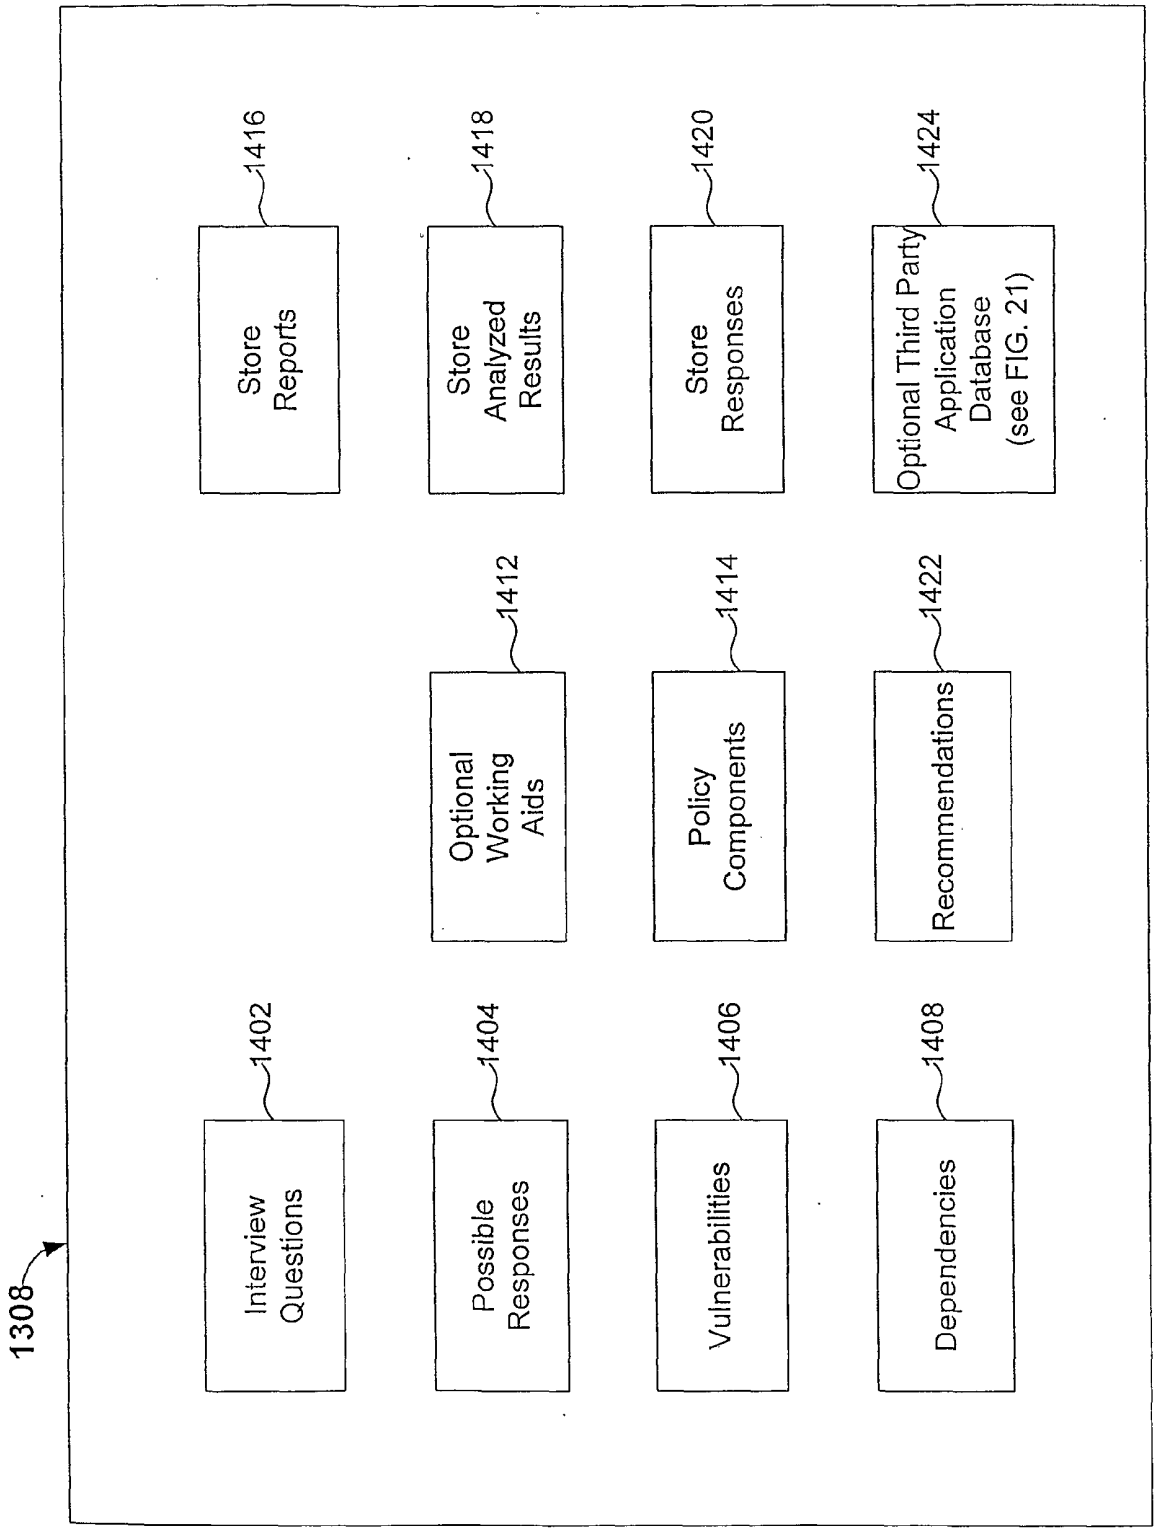 1308
Interview
Questions
1402
Possible
Responses
1404
Vulnerabilities
1406
Dependencies
1408
Optional
Working
Aids
1412
Policy
Components
1414
Recommendations
1422
Store
Reports
1416
Store
Analyzed
Results
1418
Store
Responses
1420
Optional Third Party
Application
Database
(see FIG. 21)
1424